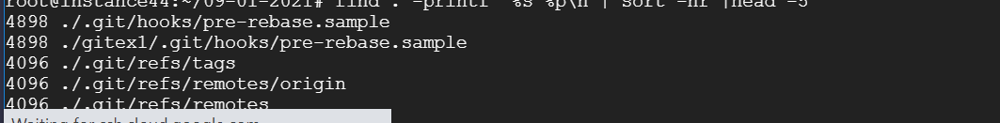 root@instance44:~/09-01-2021# find . -printf '%s %p\n'| sort -nr |head -5
4898 ./.git/hooks/pre-rebase.sample
4898 ./gitex1/.git/hooks/pre-rebase.sample
4096 ./.git/refs/tags
4096 ./.git/refs/remotes/origin
4096 ./.git/refs/remotes
Waiting for ssh.cloud.google.com